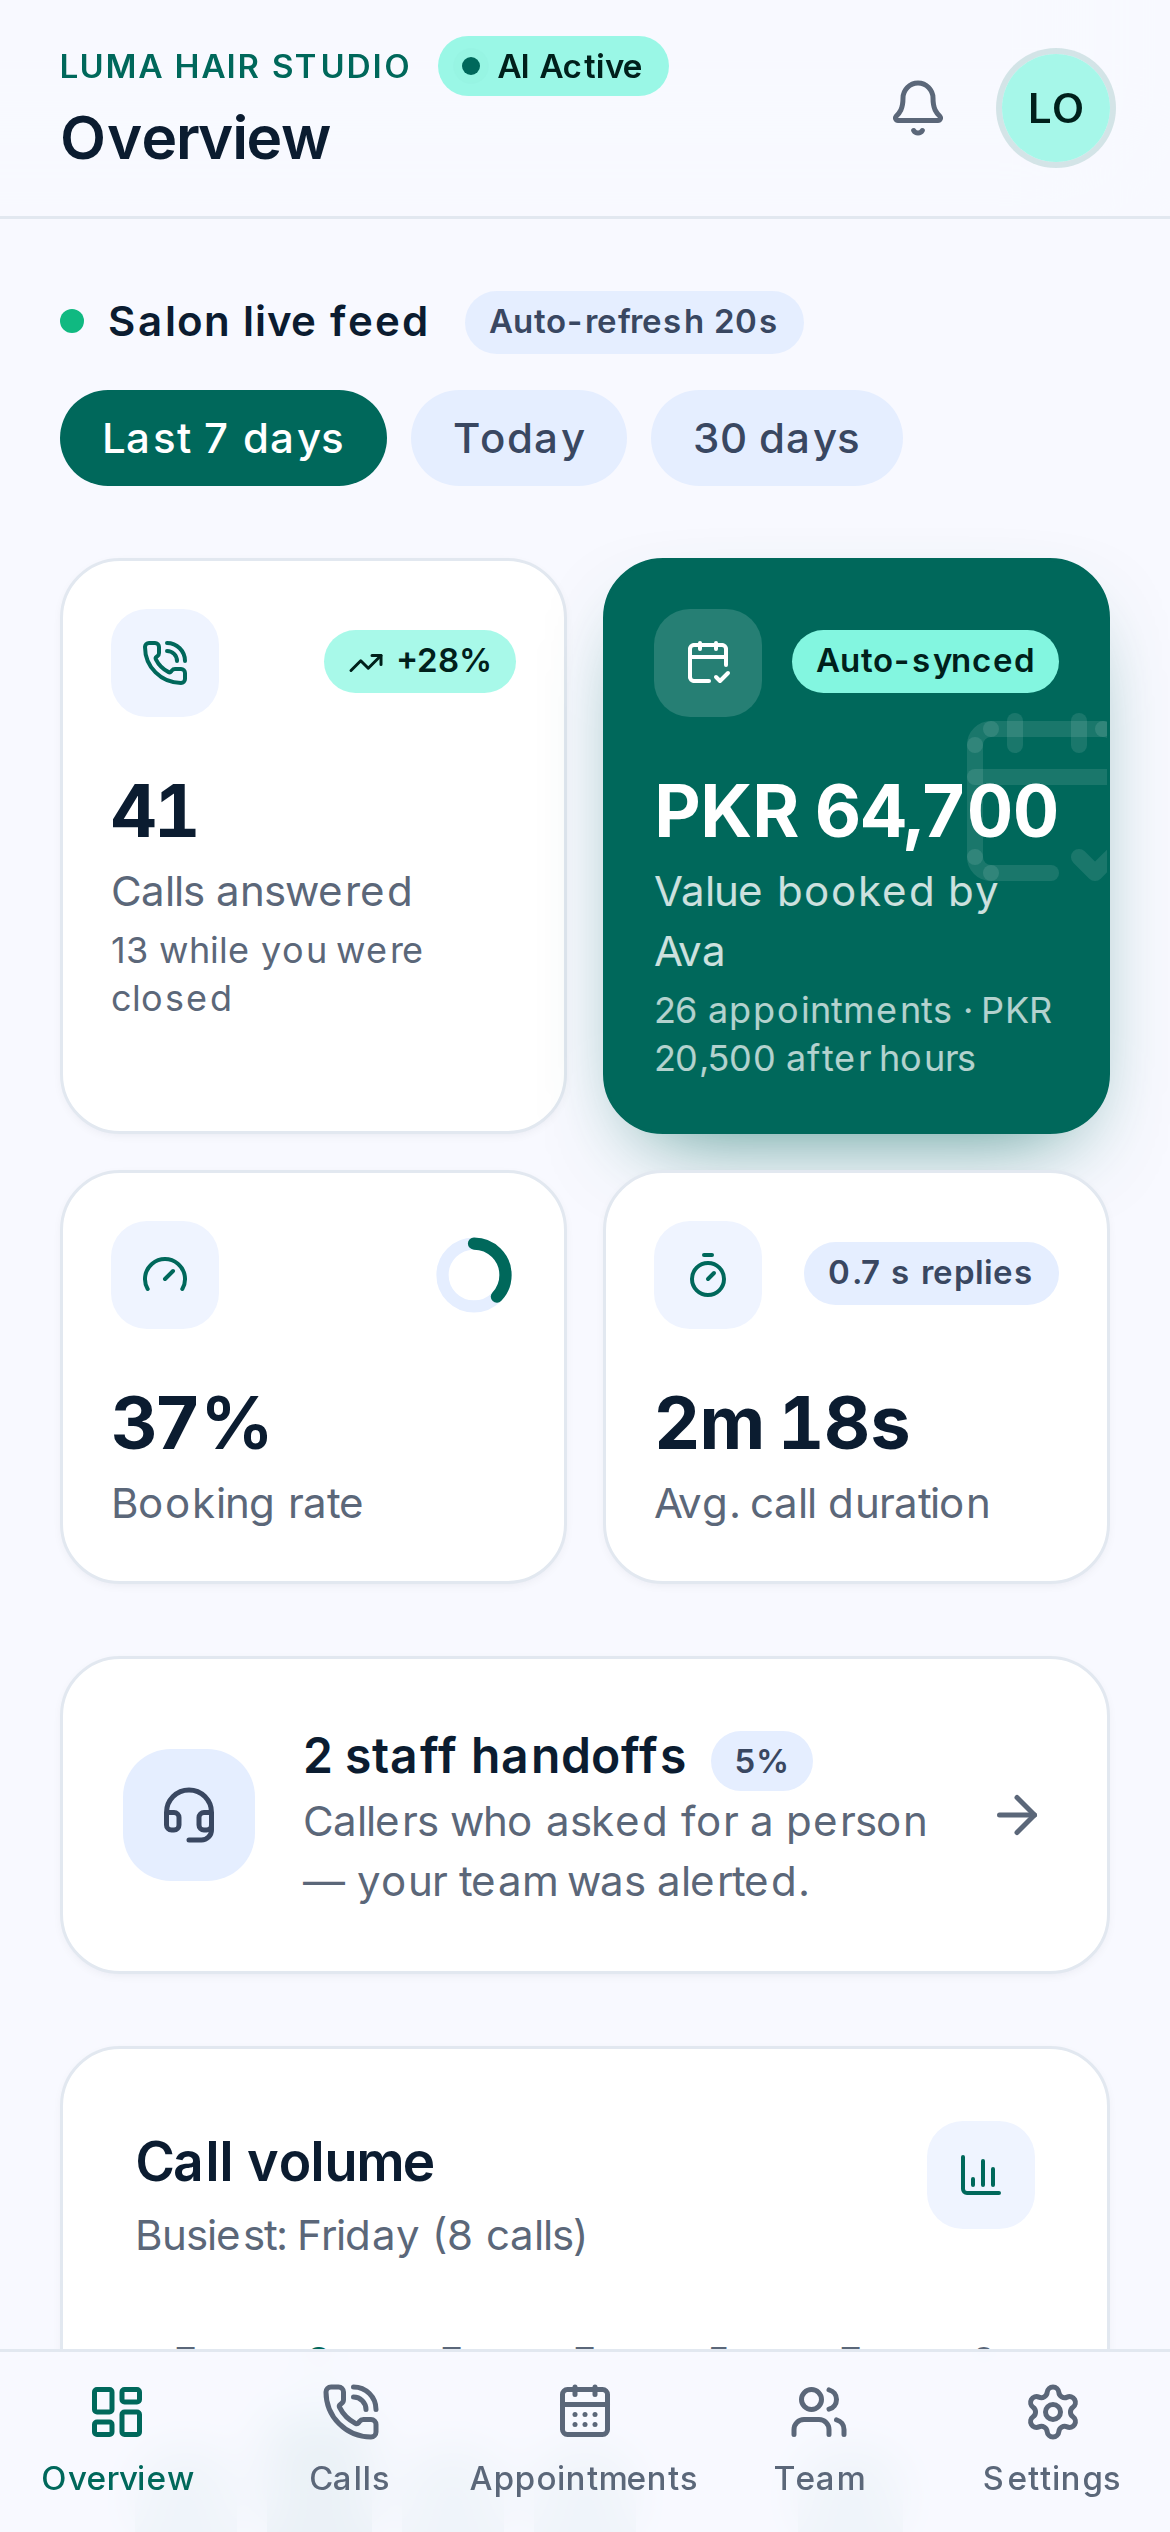 LUMA HAIR STUDIO
AI Active
Overview
LO
Salon live feed
Auto-refresh 20s
Last 7 days
Today
30 days
+28%
41
Calls answered
13 while you were
closed
Auto-synced
PKR 64,700
Value booked by
Ava
26 appointments · PKR
20,500 after hours
37%
Booking rate
0.7 s replies
2m 18s
Avg. call duration
2 staff handoffs
5%
Callers who asked for a person
— your team was alerted.
Call volume
Busiest: Friday (8 calls)
Overview
Calls
Appointments
Team
Settings